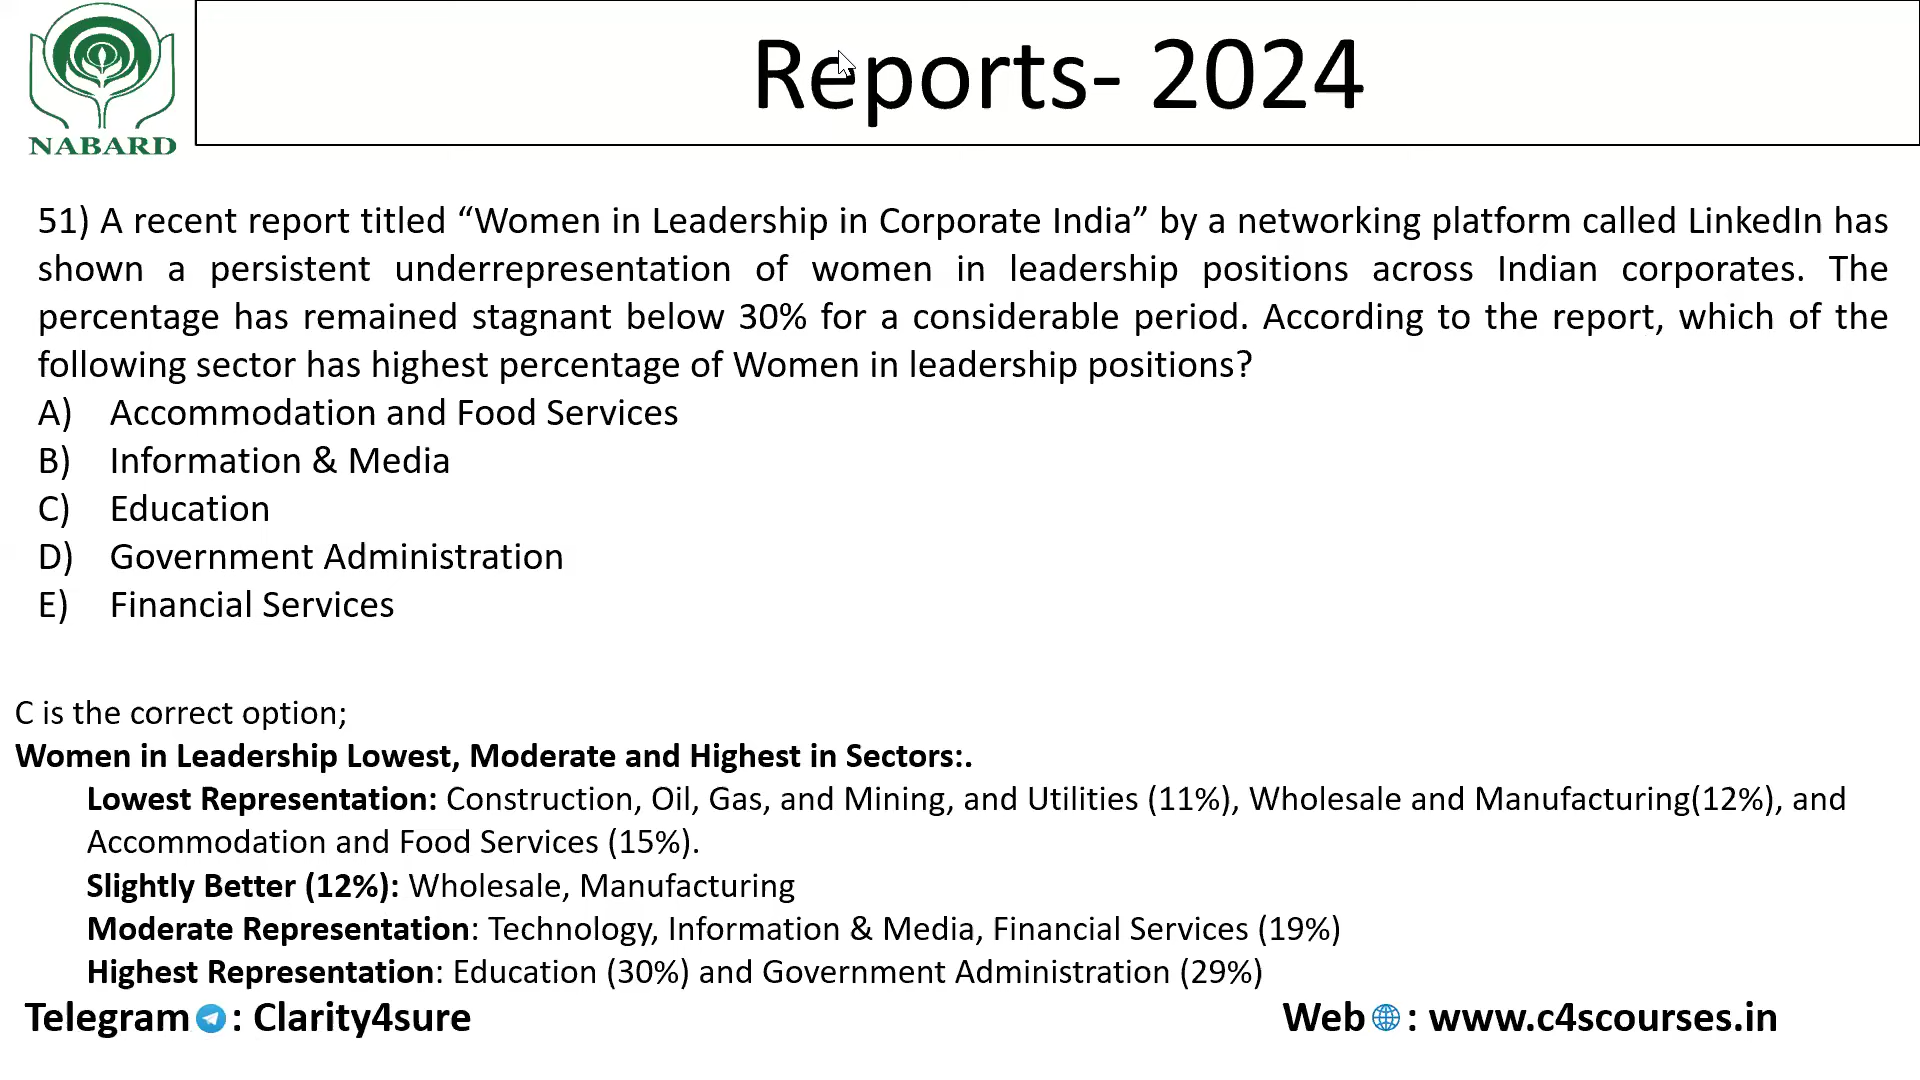 NABARD
Reports- 2024
51) A recent report titled “Women in Leadership in Corporate India” by a networking platform called LinkedIn has
shown a persistent underrepresentation of women in leadership positions across Indian corporates. The
percentage has remained stagnant below 30% for a considerable period. According to the report, which of the
following sector has highest percentage of Women in leadership positions?
A) Accommodation and Food Services
B) Information & Media
C) Education
D) Government Administration
E) Financial Services
C is the correct option;
Women in Leadership Lowest, Moderate and Highest in Sectors:.
Lowest Representation: Construction, Oil, Gas, and Mining, and Utilities (11%), Wholesale and Manufacturing(12%), and
Accommodation and Food Services (15%).
Slightly Better (12%): Wholesale, Manufacturing
Moderate Representation: Technology, Information & Media, Financial Services (19%)
Highest Representation: Education (30%) and Government Administration (29%)
Telegram : Clarity4sure
Web : www.c4scourses.in